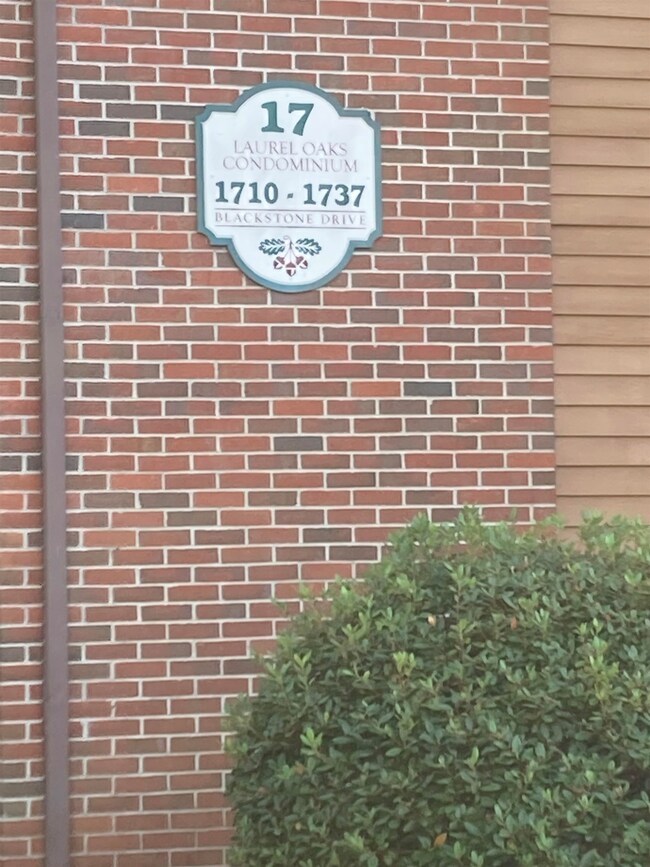 17
LAUREL OAKS
CONDOMINIUM
1710 - 1737
BLACKSTONE DRIVE